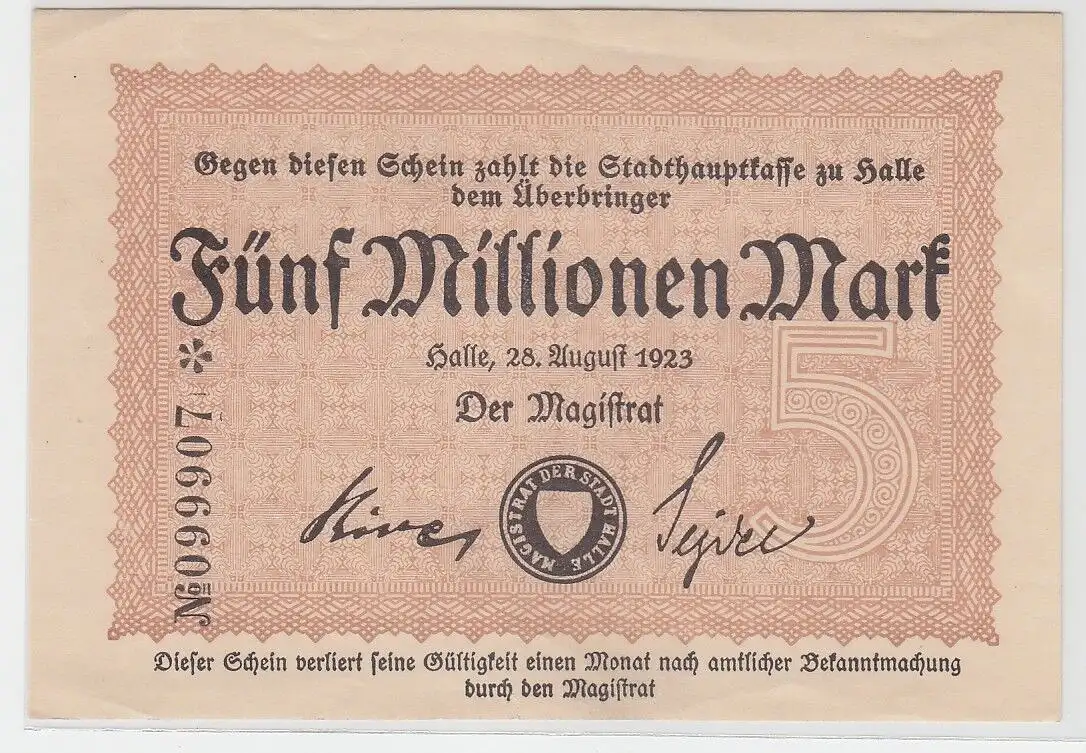 Gegen diesen Schein zahlt die Stadthauptkasse zu Halle
dem Überbringer
Fünf Millionen Mark
Halle, 28. August 1923
Der Magistrat
5
№099907 *
MAGISTRAT DER STADT HALLE
Seydel
Dieser Schein verliert seine Gültigkeit einen Monat nach amtlicher Bekanntmachung
durch den Magistrat